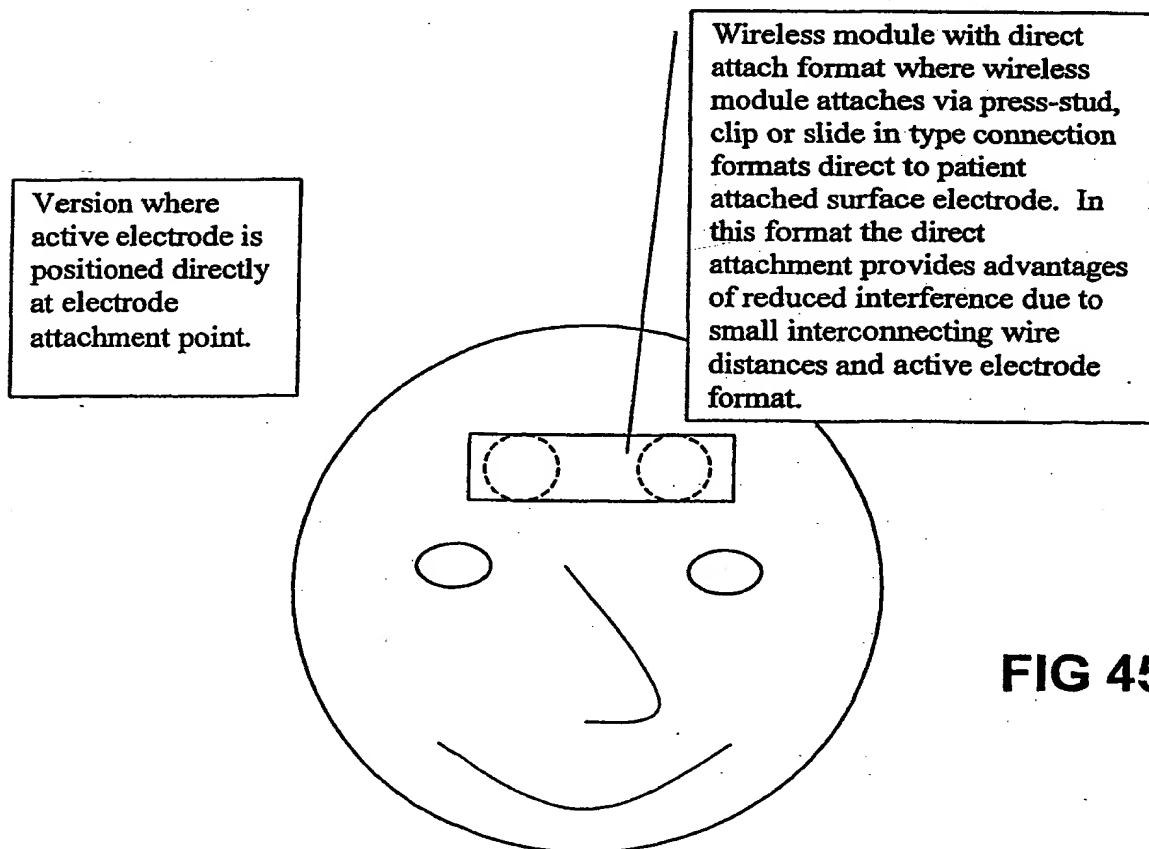 Wireless module with direct
attach format where wireless
module attaches via press-stud,
clip or slide in type connection
formats direct to patient
attached surface electrode. In
this format the direct
attachment provides advantages
of reduced interference due to
small interconnecting wire
distances and active electrode
format.
Version where
active electrode is
positioned directly
at electrode
attachment point.
FIG 45